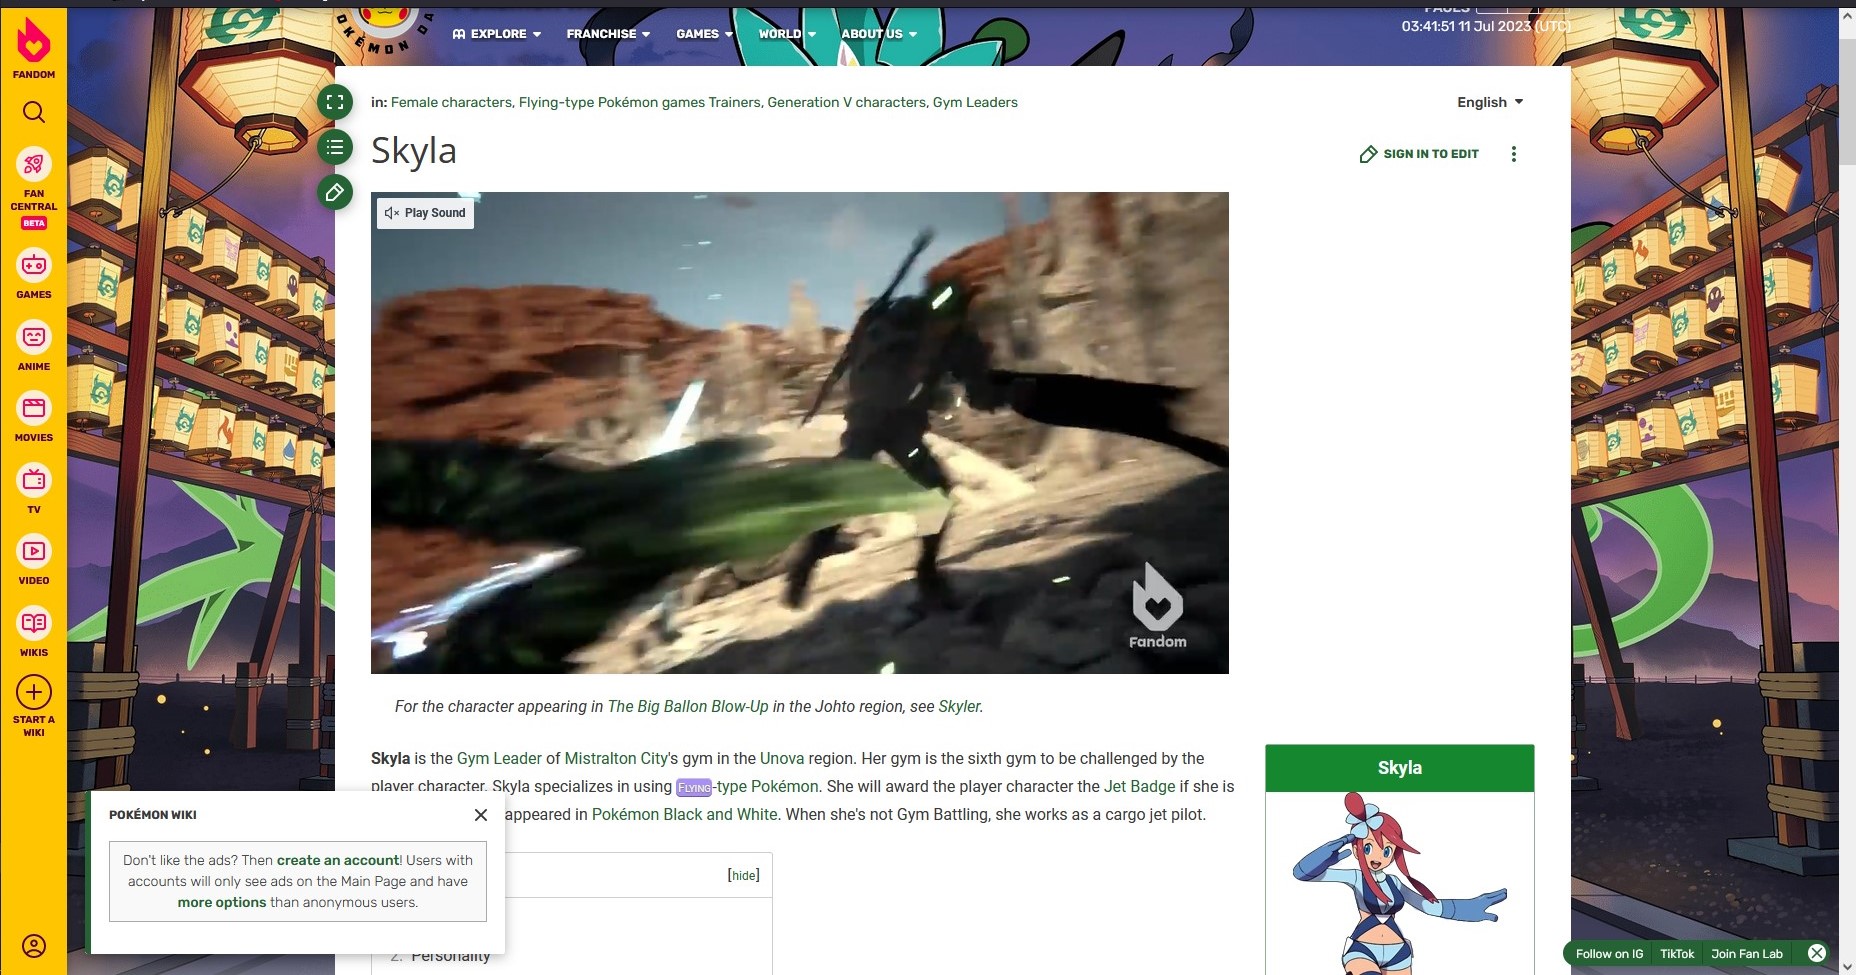 POKÉMON
EXPLORE
FRANCHISE
GAMES
WORLD
ABOUT US
PAGES
03:41:51 11 Jul 2023 (UTC)
FANDOM
FAN
CENTRAL
BETA
GAMES
ANIME
MOVIES
TV
VIDEO
WIKIS
START A
WIKI
in: Female characters, Flying-type Pokémon games Trainers, Generation V characters, Gym Leaders
English
Skyla
SIGN IN TO EDIT
Play Sound
Fandom
For the character appearing in The Big Ballon Blow-Up in the Johto region, see Skyler.
Skyla is the Gym Leader of Mistralton City's gym in the Unova region. Her gym is the sixth gym to be challenged by the
player character. Skyla specializes in using FLYING-type Pokémon. She will award the player character the Jet Badge if she is
appeared in Pokémon Black and White. When she's not Gym Battling, she works as a cargo jet pilot.
Skyla
[hide]
2. Personality
POKÉMON WIKI
Don't like the ads? Then create an account! Users with
accounts will only see ads on the Main Page and have
more options than anonymous users.
Follow on IG
TikTok
Join Fan Lab